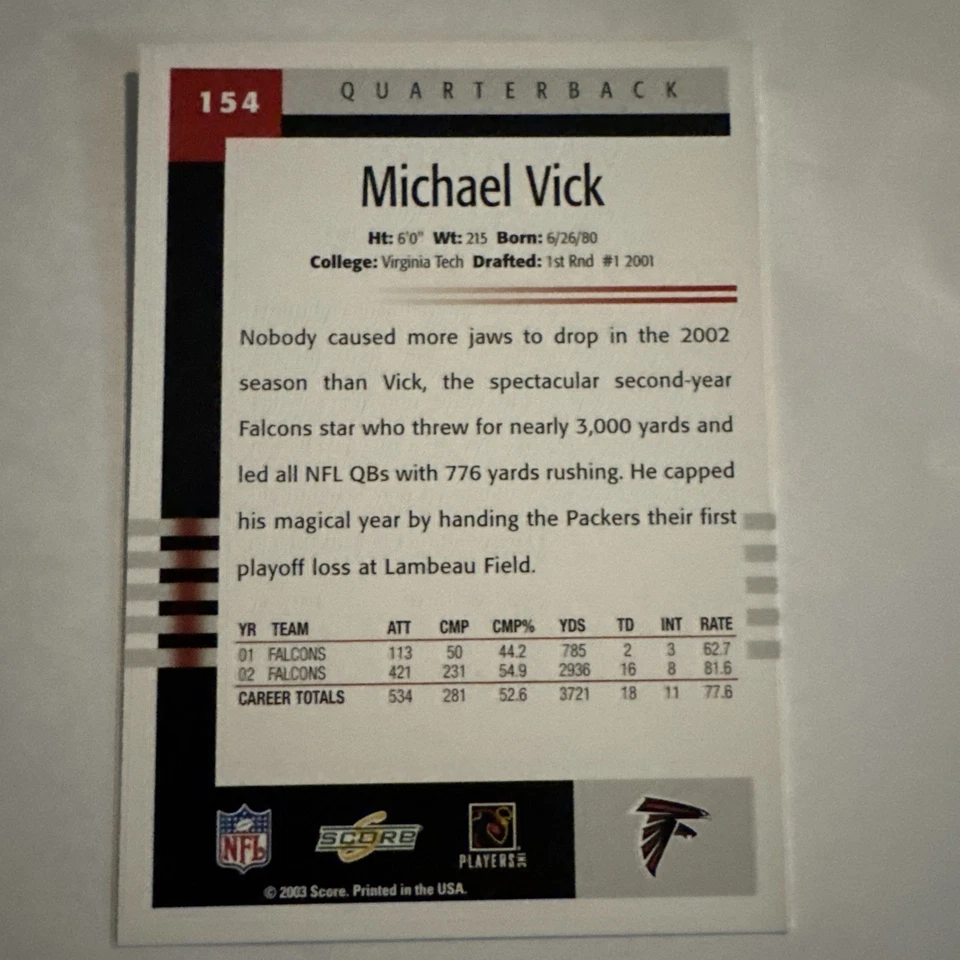 154
QUARTERBACK
Michael Vick
Ht: 6'0" Wt: 215 Born: 6/26/80
College: Virginia Tech Drafted: 1st Rnd #1 2001
Nobody caused more jaws to drop in the 2002
season than Vick, the spectacular second-year
Falcons star who threw for nearly 3,000 yards and
led all NFL QBs with 776 yards rushing. He capped
his magical year by handing the Packers their first
playoff loss at Lambeau Field.
YR TEAM ATT CMP CMP% YDS TD INT RATE
01 FALCONS 113 50 44.2 785 2 3 62.7
02 FALCONS 421 231 54.9 2936 16 8 81.6
CAREER TOTALS 534 281 52.6 3721 18 11 77.6
NFL SCORE PLAYERS INC
© 2003 Score. Printed in the USA.